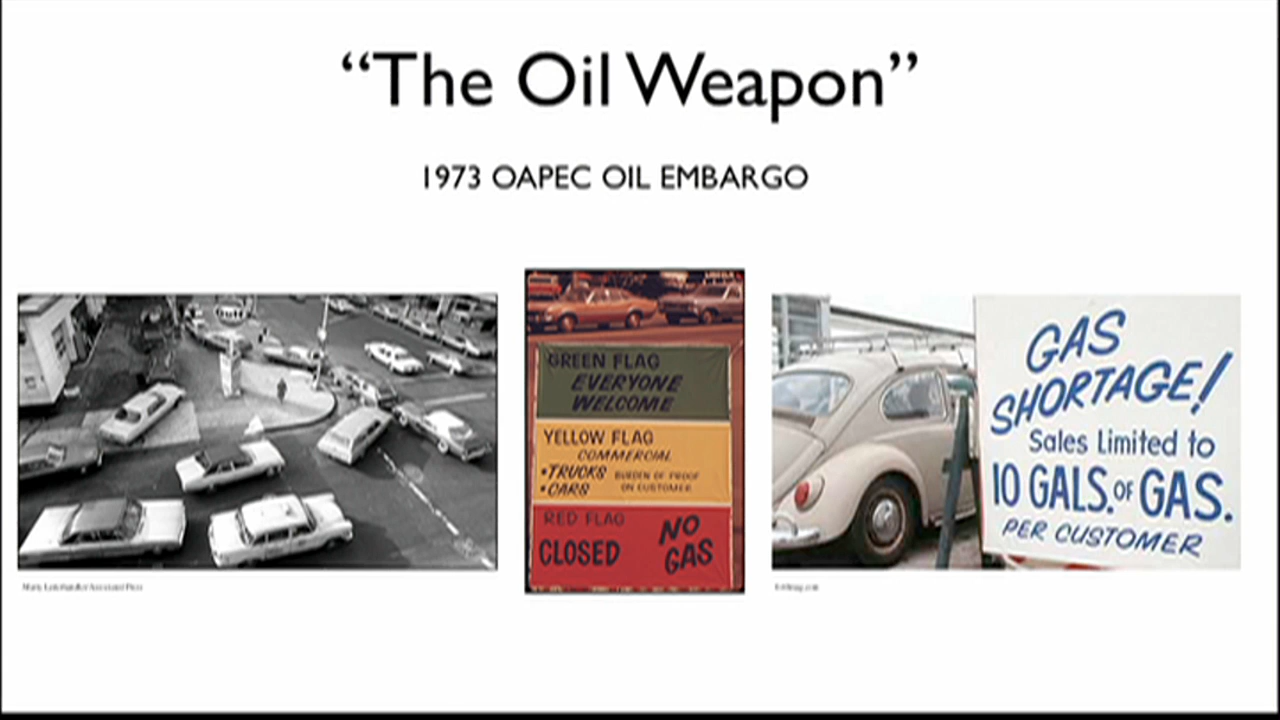 “The Oil Weapon”
1973 OAPEC OIL EMBARGO
Gulf
GREEN FLAG
EVERYONE
WELCOME
YELLOW FLAG
COMMERCIAL
•TRUCKS BURDEN OF PROOF
•CARS ON CUSTOMER
RED FLAG
CLOSED
NO
GAS
GAS
SHORTAGE!
Sales Limited to
10 GALS. OF GAS.
PER CUSTOMER